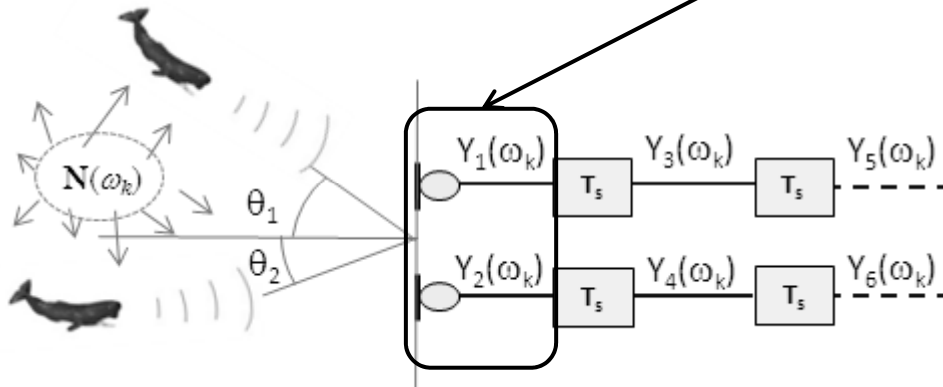 Y₁(ωₖ) Y₃(ωₖ) Y₅(ωₖ)
N(ωₖ)
Tₛ Tₛ
θ₁
θ₂
Y₂(ωₖ) Y₄(ωₖ) Y₆(ωₖ)
Tₛ Tₛ